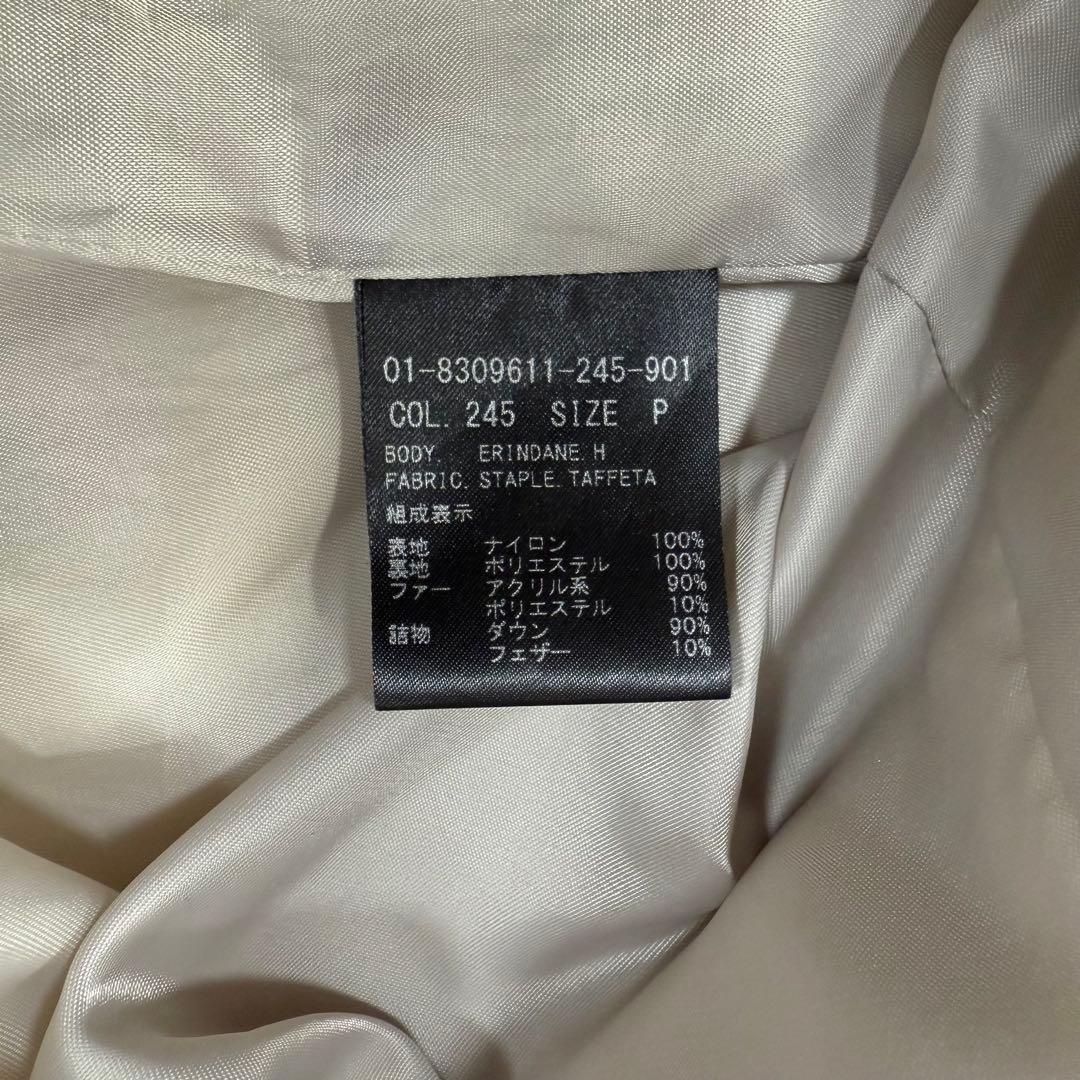 01-8309611-245-901
COL. 245 SIZE P
BODY. ERINDANE H
FABRIC. STAPLE. TAFFETA
組成表示
表地 ナイロン 100%
裏地 ポリエステル 100%
ファー アクリル系 90%
ポリエステル 10%
詰物 ダウン 90%
フェザー 10%